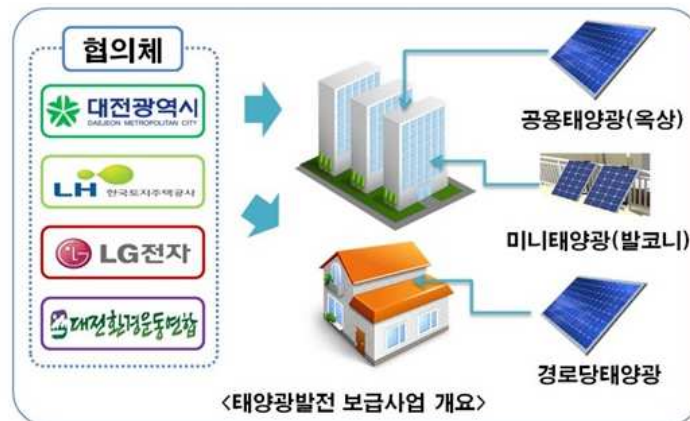 협의체
대전광역시
DAEJEON METROPOLITAN CITY
LH 한국토지주택공사
LG전자
대전환경운동연합
공용태양광(옥상)
미니태양광(발코니)
경로당태양광
<태양광발전 보급사업 개요>